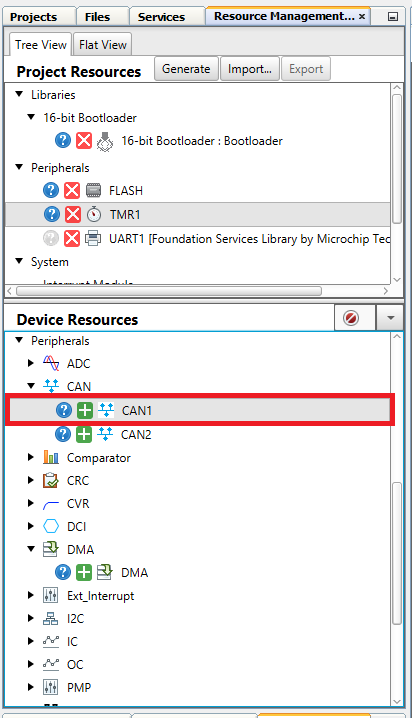 Projects Files Services Resource Management... ×
Tree View Flat View
Project Resources Generate Import... Export
Libraries
16-bit Bootloader
? 16-bit Bootloader : Bootloader
Peripherals
? FLASH
? TMR1
? UART1 [Foundation Services Library by Microchip Tec
System
Interrupt Module
Device Resources
Peripherals
ADC
CAN
? CAN1
? CAN2
Comparator
CRC
CVR
DCI
DMA
? DMA
Ext_Interrupt
I2C
IC
OC
PMP